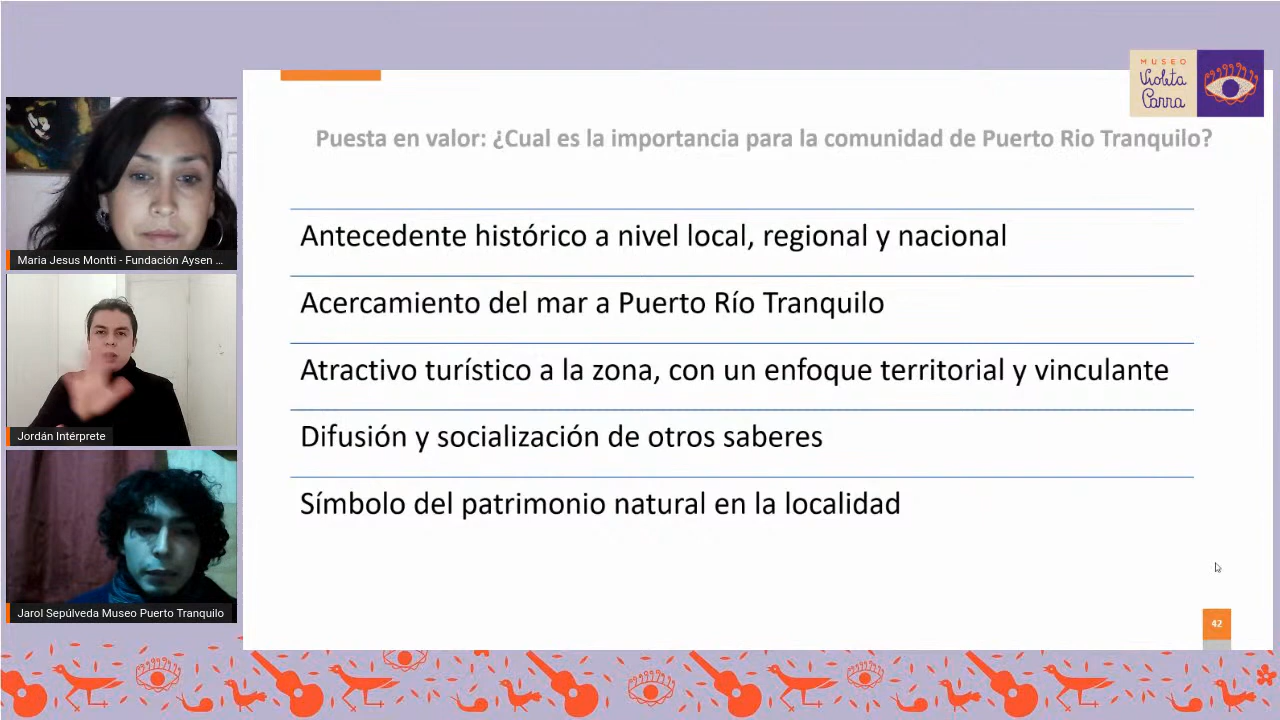 MUSEO
Violeta
Parra
Puesta en valor: ¿Cual es la importancia para la comunidad de Puerto Rio Tranquilo?
Antecedente histórico a nivel local, regional y nacional
Acercamiento del mar a Puerto Río Tranquilo
Atractivo turístico a la zona, con un enfoque territorial y vinculante
Difusión y socialización de otros saberes
Símbolo del patrimonio natural en la localidad
42
Maria Jesus Montti - Fundación Aysen ...
Jordán Intérprete
Jarol Sepúlveda Museo Puerto Tranquilo